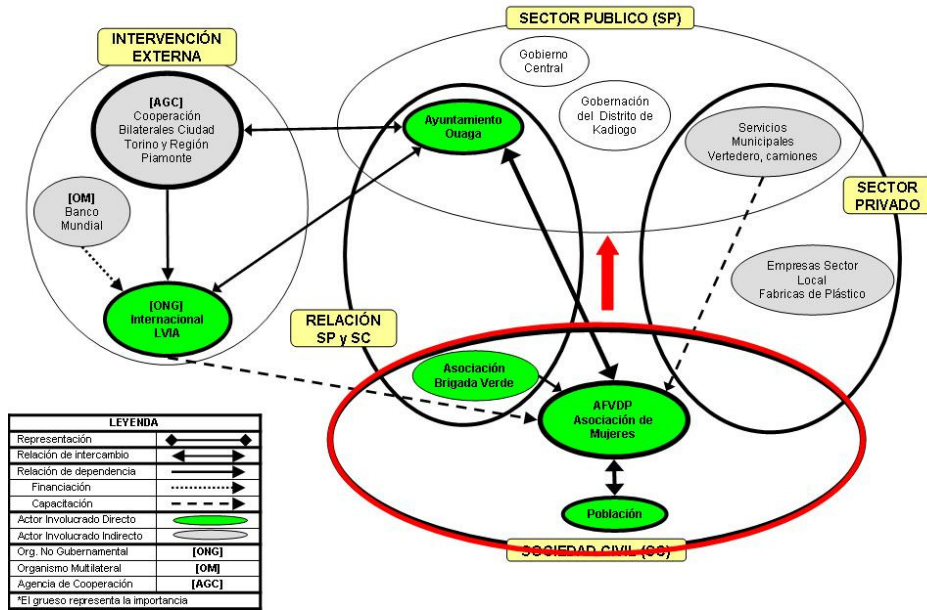 SECTOR PUBLICO (SP)
INTERVENCIÓN
EXTERNA
Gobierno
Central
[AGC]
Cooperación
Bilaterales Ciudad
Torino y Región
Piamonte
Gobernación
del Distrito de
Kadiogo
Ayuntamiento
Ouaga
Servicios
Municipales
Vertedero, camiones
[OM]
Banco
Mundial
SECTOR
PRIVADO
Empresas Sector
Local
Fabricas de Plástico
[ONG]
Internacional
LVIA
RELACIÓN
SP y SC
Asociación
Brigada Verde
AFVDP
Asociación de
Mujeres
Población
SOCIEDAD CIVIL (SC)
LEYENDA
Representación
Relación de intercambio
Relación de dependencia
Financiación
Capacitación
Actor Involucrado Directo
Actor Involucrado Indirecto
Org. No Gubernamental [ONG]
Organismo Multilateral [OM]
Agencia de Cooperación [AGC]
*El grueso representa la importancia